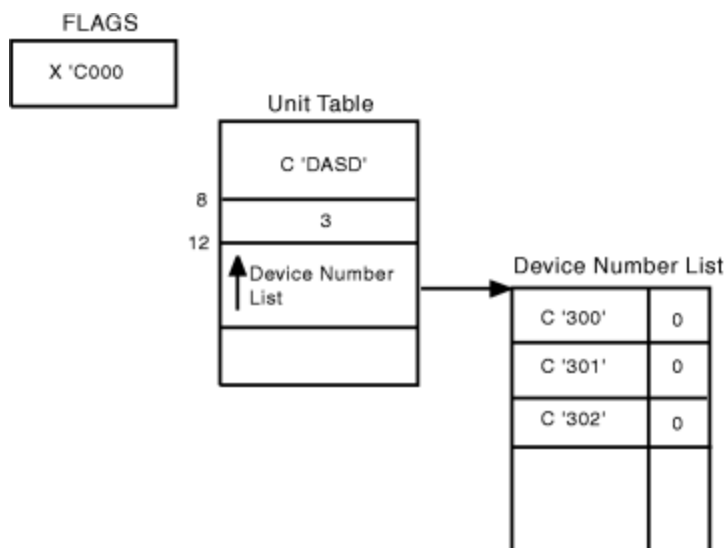 FLAGS
X 'C000
Unit Table
C 'DASD'
8
3
12
Device Number
List
Device Number List
C '300' 0
C '301' 0
C '302' 0